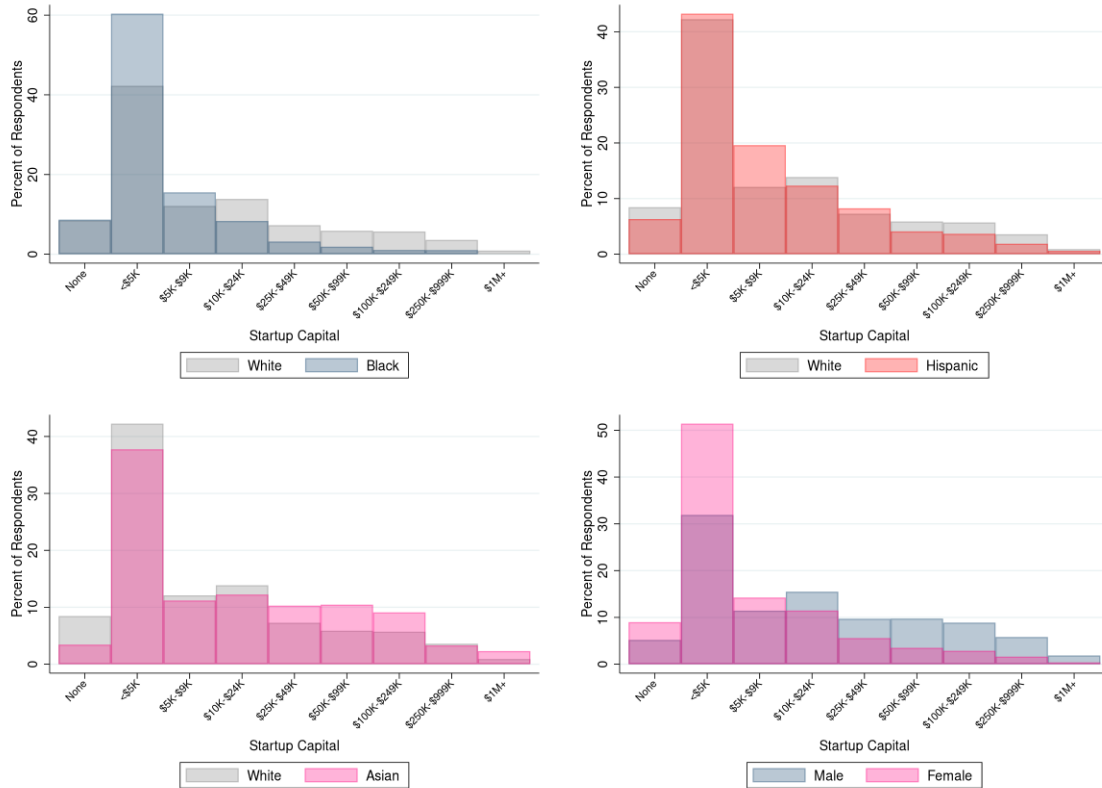 Percent of Respondents
60
40
20
0
None
<$5K
$5K-$9K
$10K-$24K
$25K-$49K
$50K-$99K
$100K-$249K
$250K-$999K
$1M+
Startup Capital
White Black
Percent of Respondents
40
30
20
10
0
None
<$5K
$5K-$9K
$10K-$24K
$25K-$49K
$50K-$99K
$100K-$249K
$250K-$999K
$1M+
Startup Capital
White Hispanic
Percent of Respondents
40
30
20
10
0
None
<$5K
$5K-$9K
$10K-$24K
$25K-$49K
$50K-$99K
$100K-$249K
$250K-$999K
$1M+
Startup Capital
White Asian
Percent of Respondents
50
40
30
20
10
0
None
<$5K
$5K-$9K
$10K-$24K
$25K-$49K
$50K-$99K
$100K-$249K
$250K-$999K
$1M+
Startup Capital
Male Female